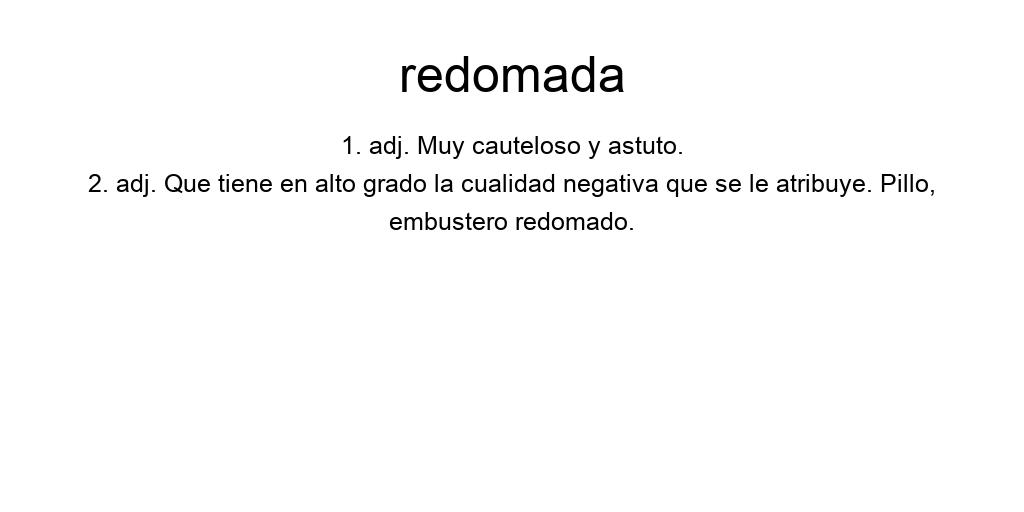 redomada
1. adj. Muy cauteloso y astuto.
2. adj. Que tiene en alto grado la cualidad negativa que se le atribuye. Pillo,
embustero redomado.